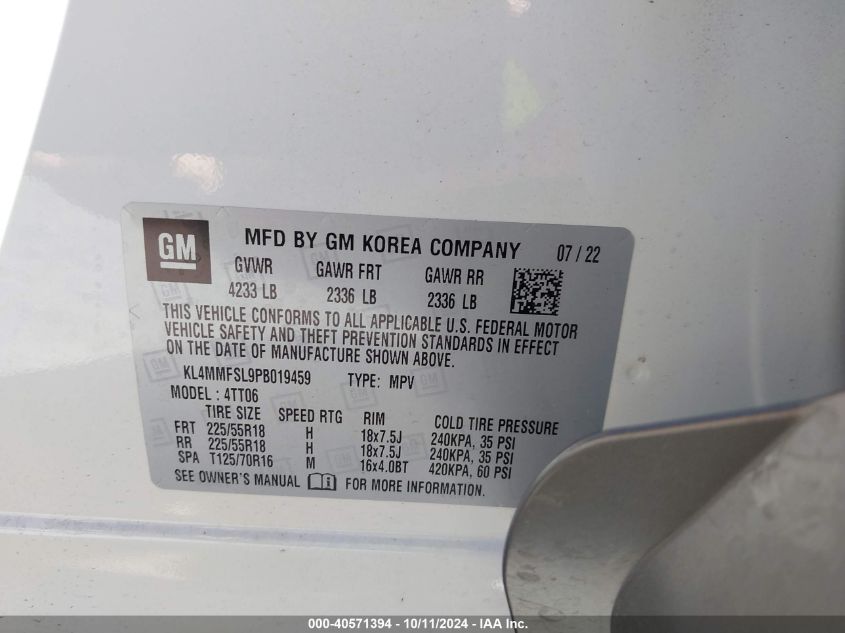 GM MFD BY GM KOREA COMPANY 07 / 22
GVWR GAWR FRT GAWR RR
4233 LB 2336 LB 2336 LB
THIS VEHICLE CONFORMS TO ALL APPLICABLE U.S. FEDERAL MOTOR
VEHICLE SAFETY AND THEFT PREVENTION STANDARDS IN EFFECT
ON THE DATE OF MANUFACTURE SHOWN ABOVE.
KL4MMFSL9PB019459 TYPE: MPV
MODEL : 4TT06
TIRE SIZE SPEED RTG RIM COLD TIRE PRESSURE
FRT 225/55R18 H 18x7.5J 240KPA, 35 PSI
RR 225/55R18 H 18x7.5J 240KPA, 35 PSI
SPA T125/70R16 M 16x4.0BT 420KPA, 60 PSI
SEE OWNER'S MANUAL FOR MORE INFORMATION.
000-40571394 - 10/11/2024 - IAA Inc.